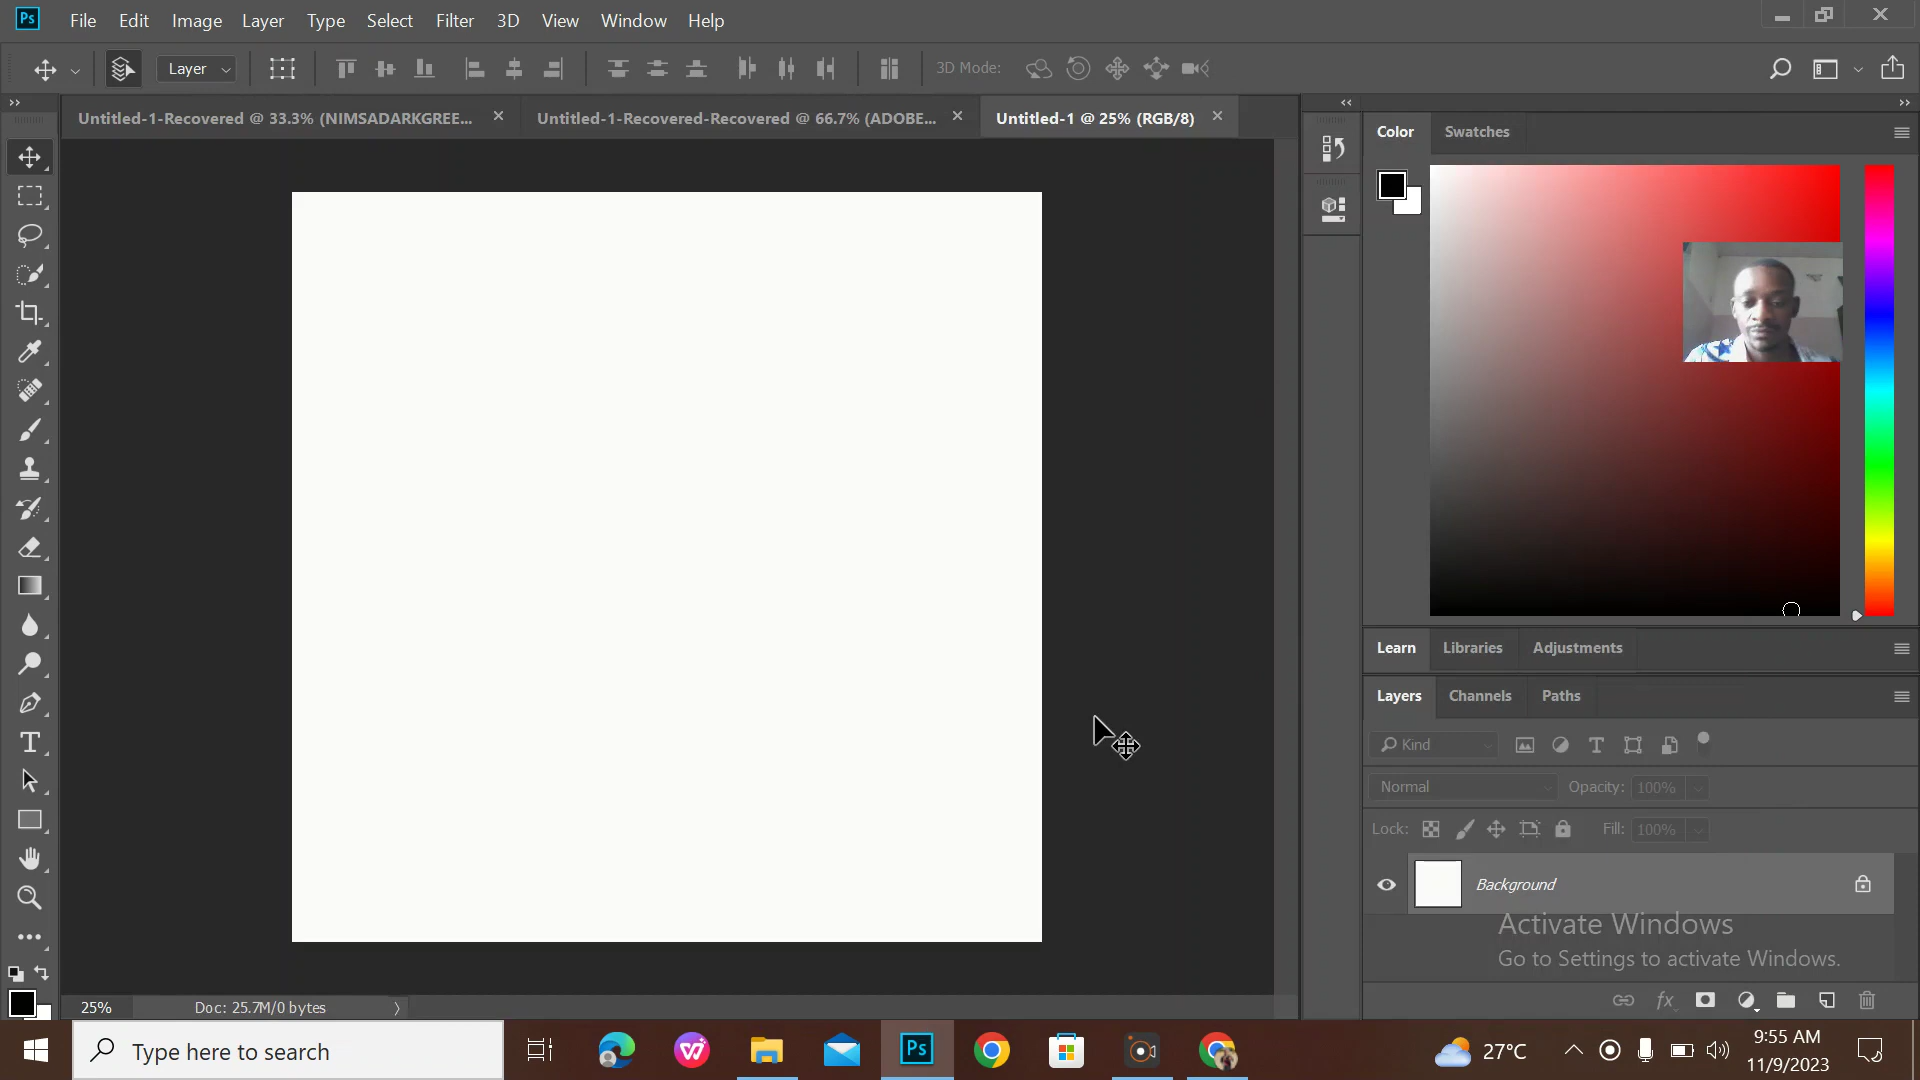 Ps File Edit Image Layer Type Select Filter 3D View Window Help
Layer 3D Mode:
Untitled-1-Recovered @ 33.3% (NIMSADARKGREE... Untitled-1-Recovered-Recovered @ 66.7% (ADOBE... Untitled-1 @ 25% (RGB/8)
Color Swatches
Learn Libraries Adjustments
Layers Channels Paths
Kind
Normal Opacity: 100%
Lock: Fill: 100%
Background
Activate Windows
Go to Settings to activate Windows.
25% Doc: 25.7M/0 bytes
Type here to search
Ps
27°C
9:55 AM
11/9/2023